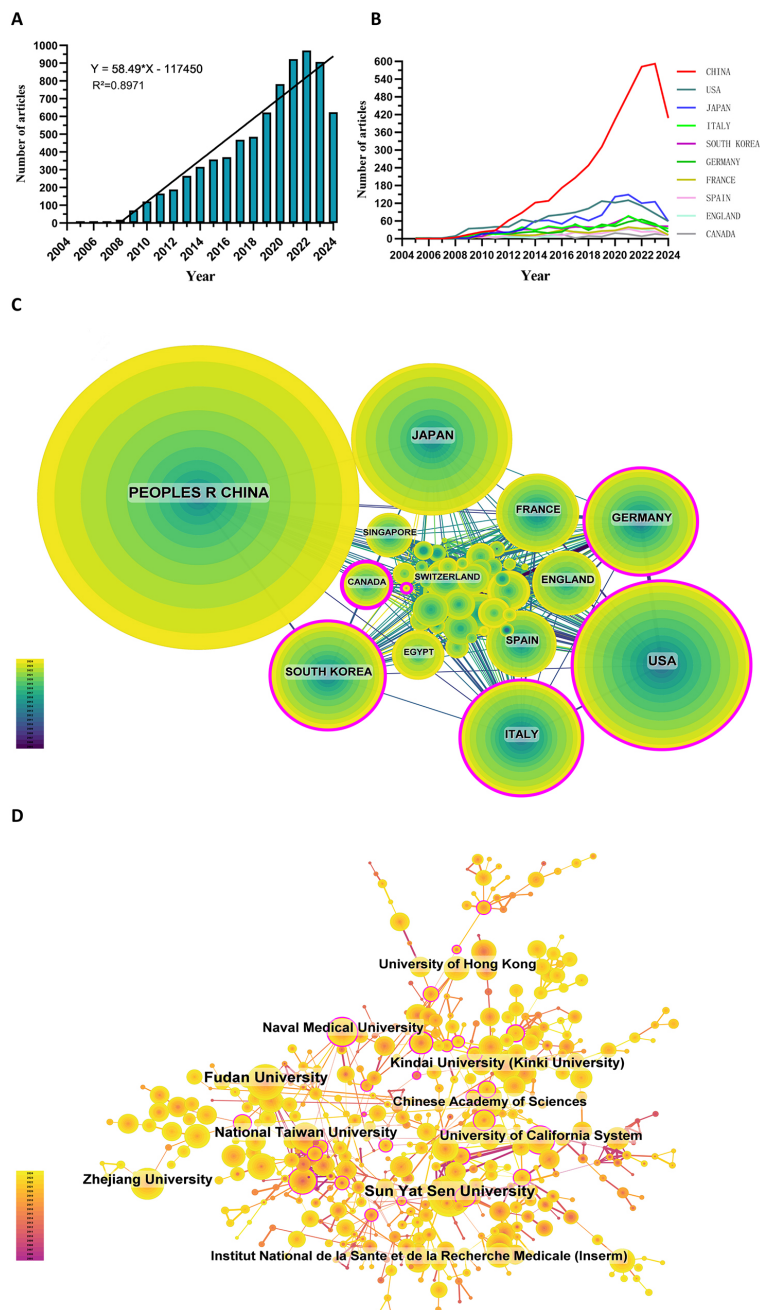 A
Number of articles
1000
900
800
700
600
500
400
300
200
100
0
Y = 58.49*X - 117450
R²=0.8971
2004
2006
2008
2010
2012
2014
2016
2018
2020
2022
2024
Year
B
Number of articles
600
540
480
420
360
300
240
180
120
60
0
2004 2006 2008 2010 2012 2014 2016 2018 2020 2022 2024
Year
CHINA
USA
JAPAN
ITALY
SOUTH KOREA
GERMANY
FRANCE
SPAIN
ENGLAND
CANADA
C
JAPAN
PEOPLES R CHINA
FRANCE
GERMANY
SINGAPORE
CANADA
SWITZERLAND
ENGLAND
SPAIN
EGYPT
USA
SOUTH KOREA
ITALY
D
University of Hong Kong
Naval Medical University
Kindai University (Kinki University)
Fudan University
Chinese Academy of Sciences
National Taiwan University
University of California System
Zhejiang University
Sun Yat Sen University
Institut National de la Sante et de la Recherche Medicale (Inserm)